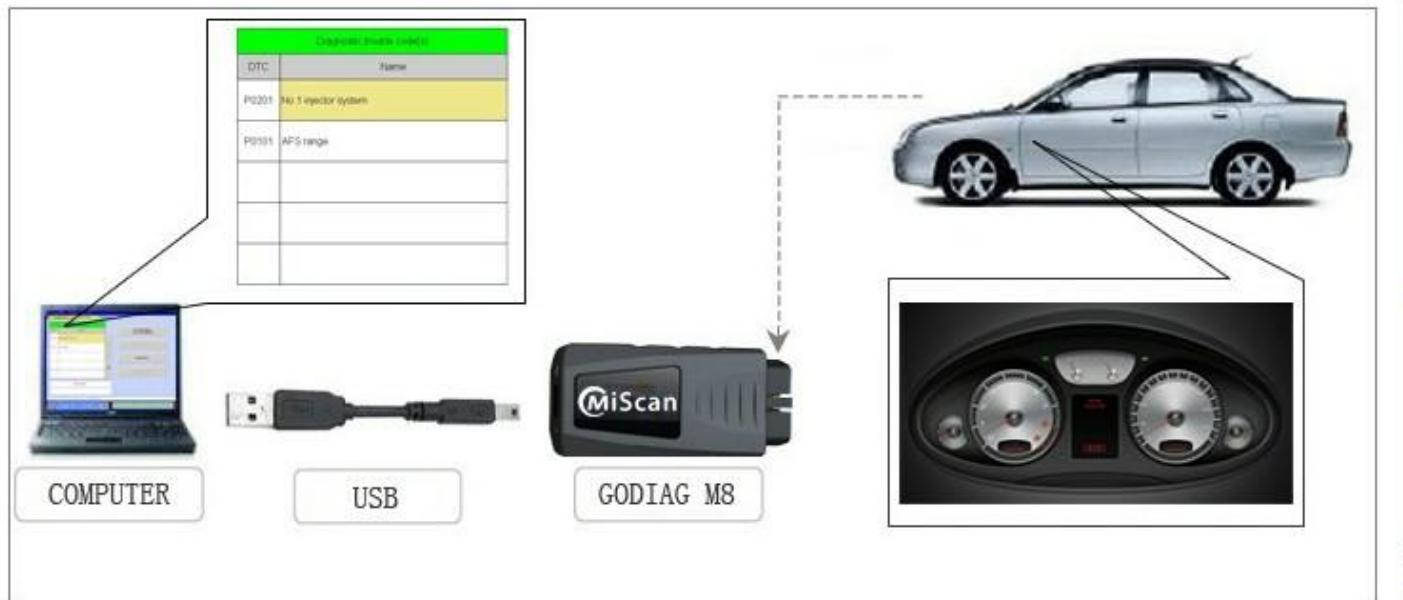 Diagnostic trouble code(s)
DTC Name
P0201 No.1 injector system
P0101 AFS range
MiScan
COMPUTER
USB
GODIAG M8